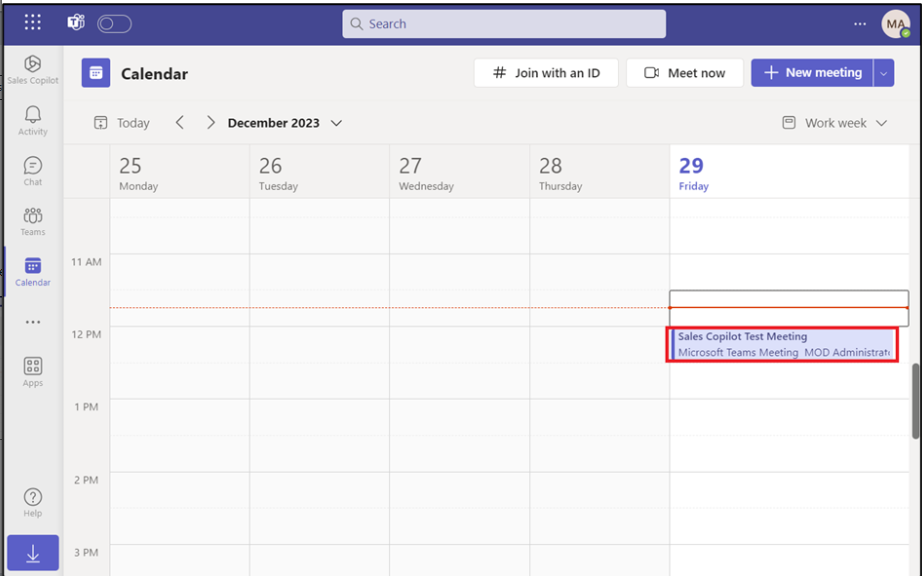 Search
MA
Sales Copilot
Activity
Chat
Teams
Calendar
Apps
Help
Calendar
# Join with an ID
Meet now
+ New meeting
Today
December 2023
Work week
25
Monday
26
Tuesday
27
Wednesday
28
Thursday
29
Friday
11 AM
12 PM
1 PM
2 PM
3 PM
Sales Copilot Test Meeting
Microsoft Teams Meeting MOD Administrat